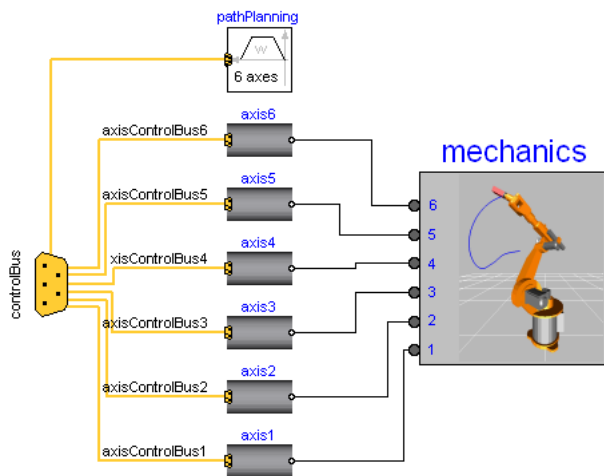 pathPlanning
w
6 axes
axis6
axisControlBus6
mechanics
axis5
axisControlBus5
6
5
axis4
xisControlBus4
4
controlBus
axis3
3
axisControlBus3
2
axis2
1
axisControlBus2
axis1
axisControlBus1